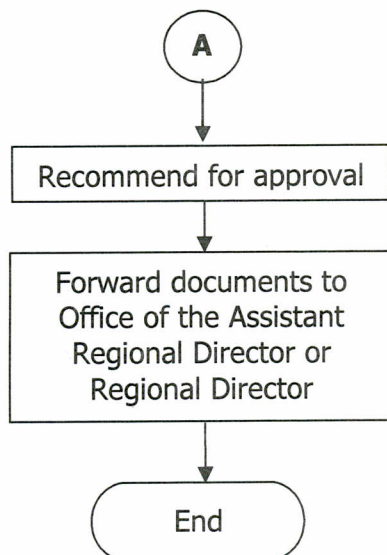 A
Recommend for approval
Forward documents to
Office of the Assistant
Regional Director or
Regional Director
End